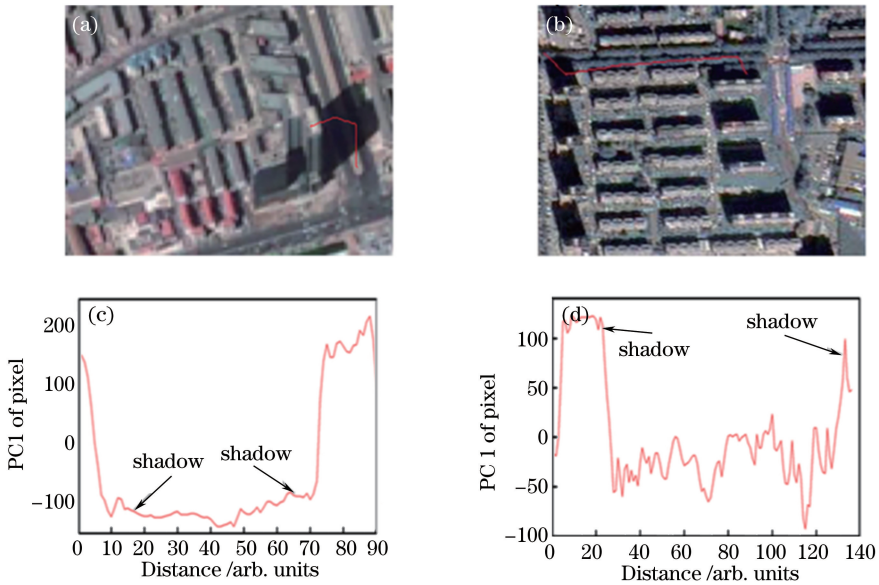 (a)
(b)
(c)
200
100
0
−100
PC1 of pixel
shadow
shadow
0 10 20 30 40 50 60 70 80 90
Distance /arb. units
(d)
100
50
0
−50
−100
PC 1 of pixel
shadow
shadow
0 20 40 60 80 100 120 140
Distance /arb. units